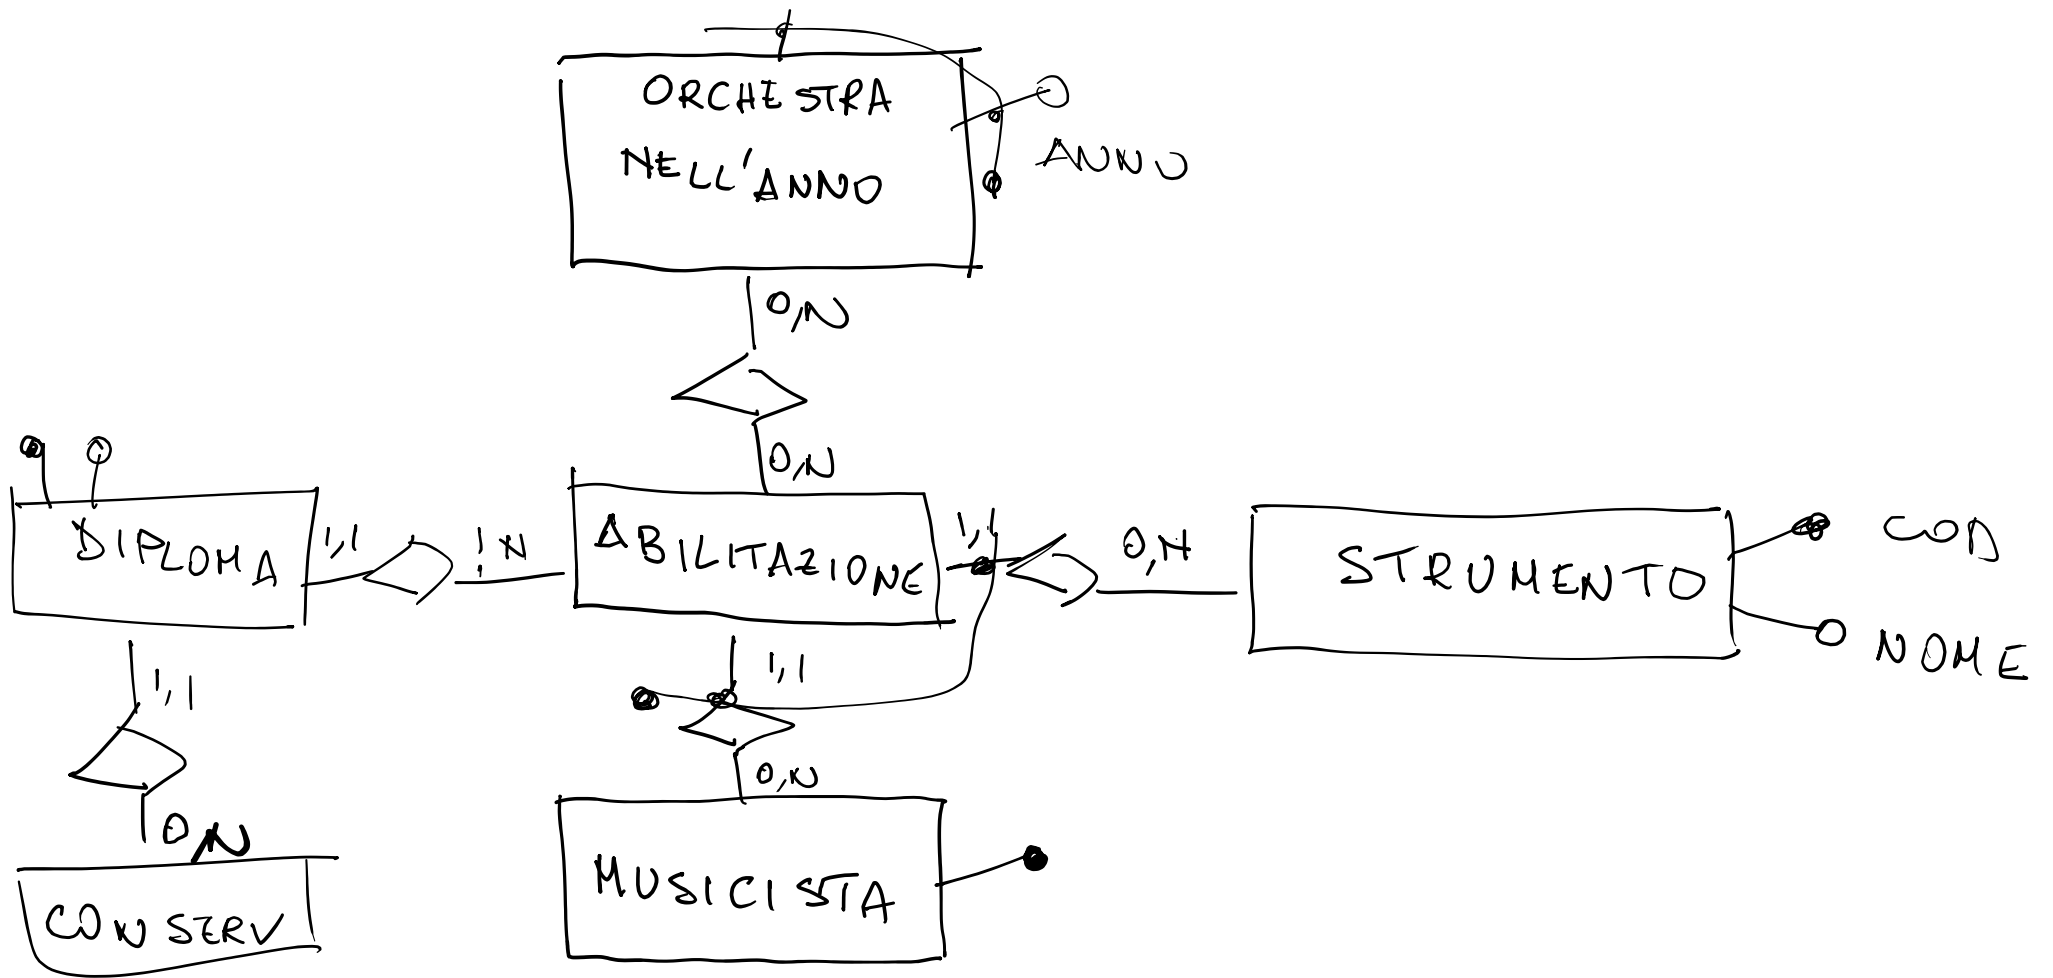 ORCHESTRA
NELL'ANNO
ANNO
0,N
0,N
DIPLOMA
1,1
1,N
ABILITAZIONE
1,1
0,N
STRUMENTO
COD
NOME
1,1
1,1
0,N
0,N
CONSERV
MUSICISTA